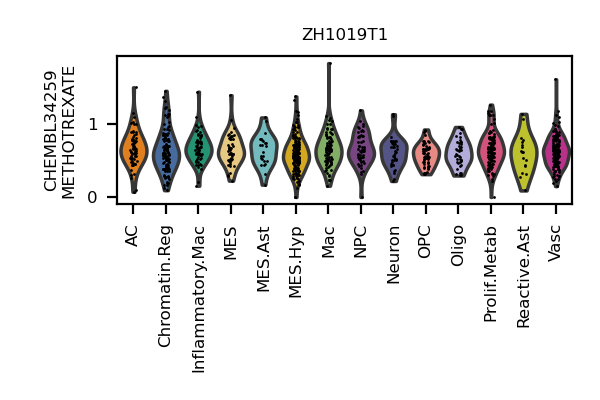 ZH1019T1
CHEMBL34259
METHOTREXATE
1
0
AC
Chromatin.Reg
Inflammatory.Mac
MES
MES.Ast
MES.Hyp
Mac
NPC
Neuron
OPC
Oligo
Prolif.Metab
Reactive.Ast
Vasc